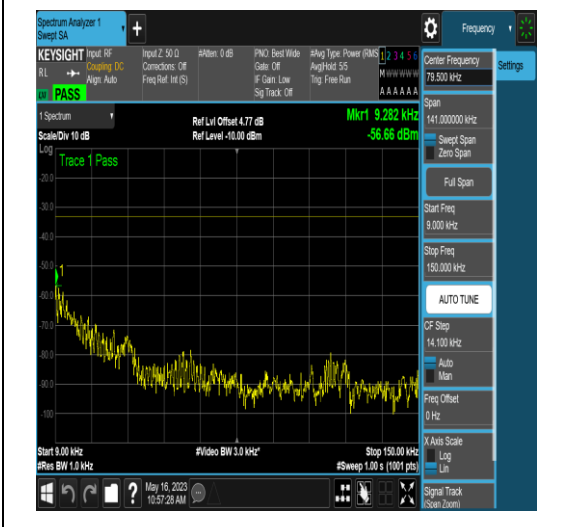 Spectrum Analyzer 1
Swept SA
Frequency
KEYSIGHT
RL
Input: RF
Coupling: DC
Align: Auto
Input Z: 50 Ω
Corrections: Off
Freq Ref: Int (S)
#Atten: 0 dB
PNO: Best Wide
Gate: Off
IF Gain: Low
Sig Track: Off
#Avg Type: Power (RMS
Avg|Hold: 5/5
Trig: Free Run
1 2 3 4 5 6
M W W W W W
A A A A A A
PASS
1 Spectrum
Scale/Div 10 dB
Log
Ref Lvl Offset 4.77 dB
Ref Level -10.00 dBm
Mkr1 9.282 kHz
-56.66 dBm
Trace 1 Pass
1
-20.0
-30.0
-40.0
-50.0
-60.0
-70.0
-80.0
-90.0
-100
Start 9.00 kHz
#Res BW 1.0 kHz
#Video BW 3.0 kHz*
Stop 150.00 kHz
#Sweep 1.00 s (1001 pts)
?
May 16, 2023
10:57:28 AM
Center Frequency
79.500 kHz
Settings
Span
141.000000 kHz
Swept Span
Zero Span
Full Span
Start Freq
9.000 kHz
Stop Freq
150.000 kHz
AUTO TUNE
CF Step
14.100 kHz
Auto
Man
Freq Offset
0 Hz
X Axis Scale
Log
Lin
Signal Track
(Span Zoom)